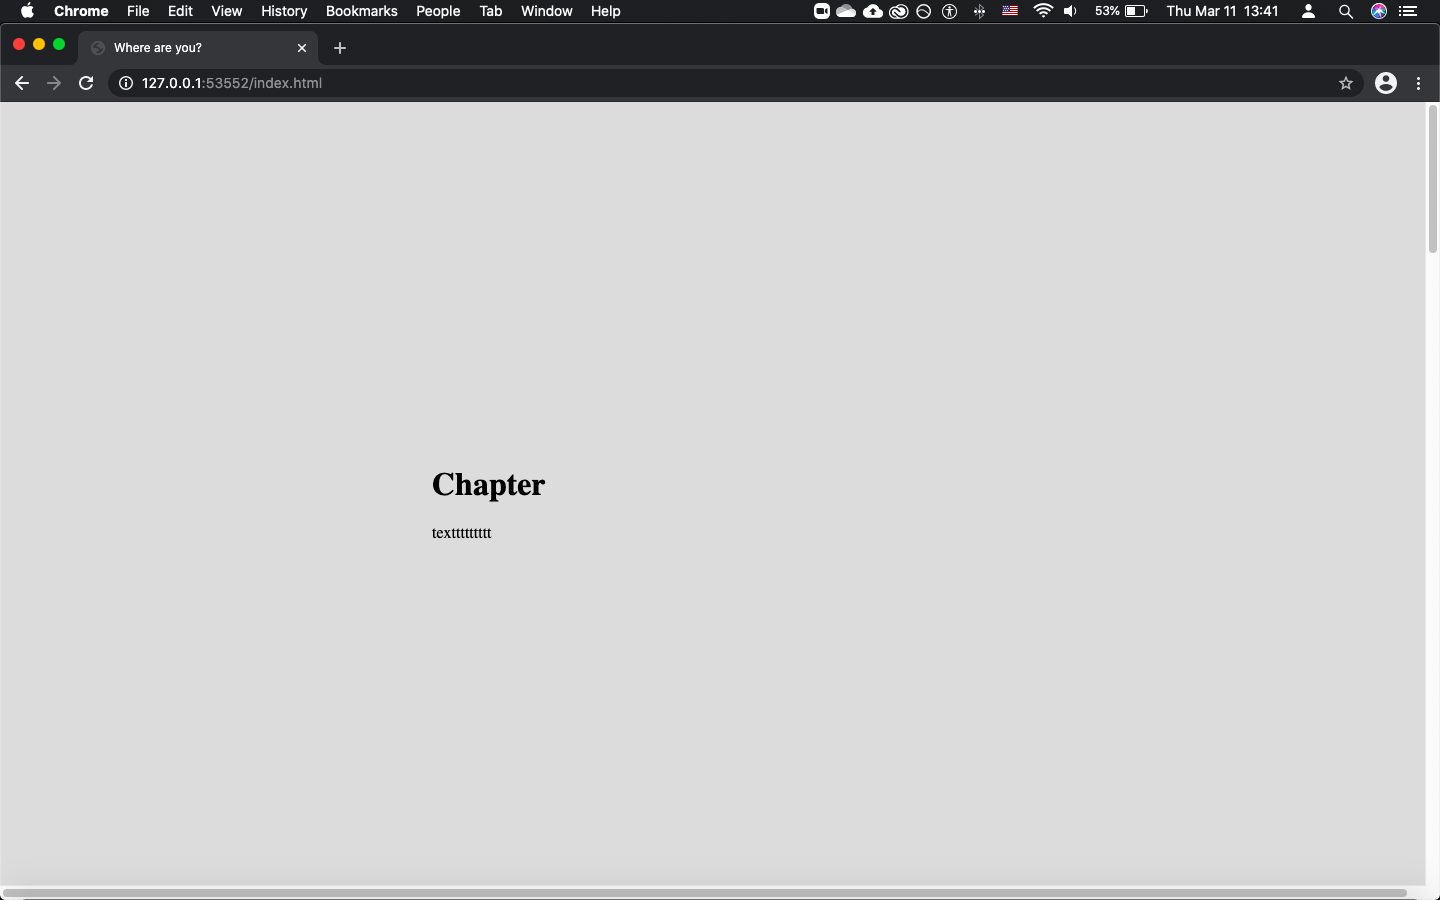 Chrome File Edit View History Bookmarks People Tab Window Help 53% Thu Mar 11 13:41
Where are you?
127.0.0.1:53552/index.html
Chapter
texttttttttt